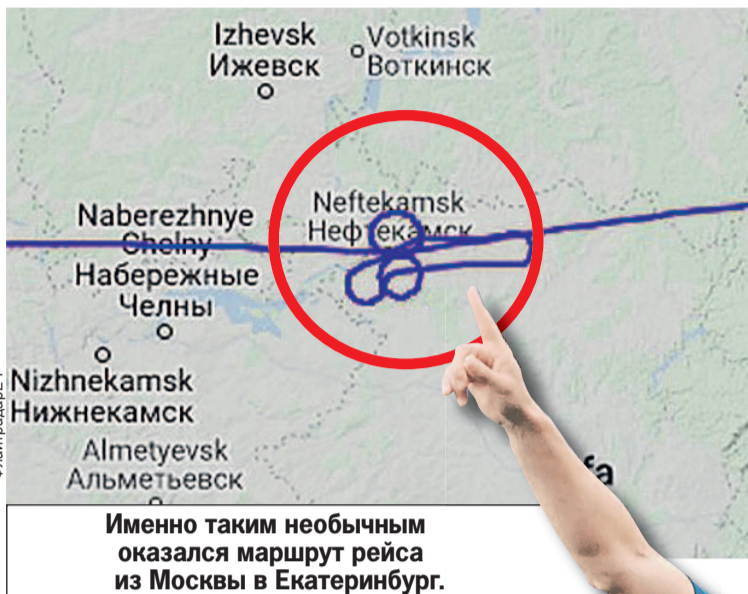 Izhevsk
Ижевск
Votkinsk
Воткинск
Neftekamsk
Нефтекамск
Naberezhnye
Chelny
Набережные
Челны
Nizhnekamsk
Нижнекамск
Almetyevsk
Альметьевск
fa
Именно таким необычным
оказался маршрут рейса
из Москвы в Екатеринбург.